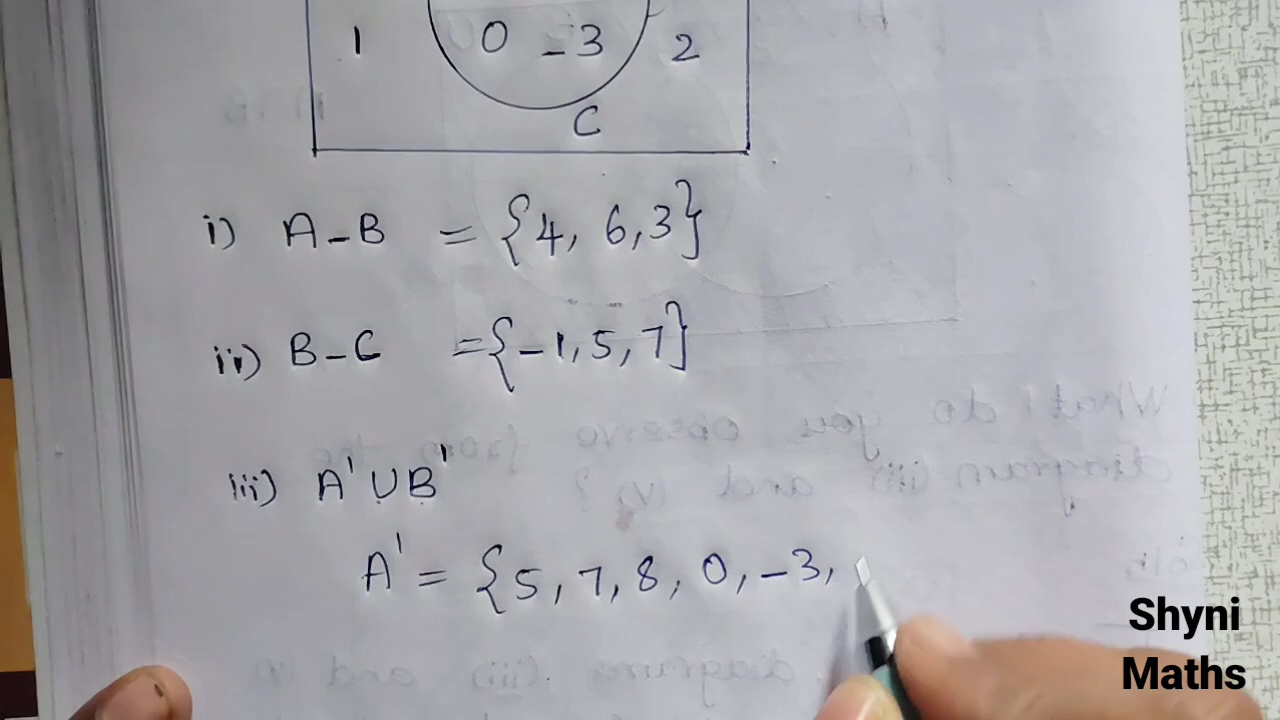 1 0 -3 2
C
i) A-B = {4, 6,3}
ii) B-C = {-1,5,7}
iii) A'UB'
A' = {5,7,8,0,-3,
Shyni
Maths